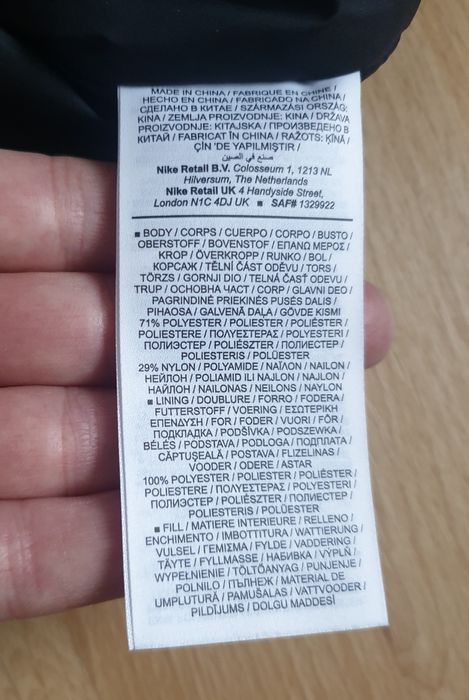 MADE IN CHINA / FABRIQUE EN CHINE /
HECHO EN CHINA / FABRICADO NA CHINA /
СДЕЛАНО В КИТАЕ / SZÁRMAZÁSI ORSZÁG:
KÍNA / ZEMLJA PROIZVODNJE: KINA / DRŽAVA
PROIZVODNJE: KITAJSKA / ПРОИЗВЕДЕНО В
КИТАЙ / FABRICAT IN CHINA / RAŽOTS: ĶĪNĀ /
ÇİN 'DE YAPILMIŞTIR /
صنع في الصين
Nike Retail B.V. Colosseum 1, 1213 NL
Hilversum, The Netherlands
Nike Retail UK 4 Handyside Street,
London N1C 4DJ UK ■ SAF# 1329922
■ BODY / CORPS / CUERPO / CORPO / BUSTO /
OBERSTOFF / BOVENSTOF / ΕΠΑΝΩ ΜΕΡΟΣ /
KROP / ÖVERKROPP / RUNKO / BOL /
КОРСАЖ / TĚLNÍ ČÁST ODĚVU / TORS /
TÖRZS / GORNJI DIO / TELNÁ ČASŤ ODEVU /
TRUP / ОСНОВНА ЧАСТ / CORP / GLAVNI DEO /
PAGRINDINĖ PRIEKINĖS PUSĖS DALIS /
PIHAOSA / GALVENĀ DAĻA / GÖVDE KISMI
71% POLYESTER / POLIESTER / POLIÉSTER /
POLIESTERE / ΠΟΛΥΕΣΤΕΡΑΣ / POLYESTERI /
ПОЛИЭСТЕР / POLIÉSZTER / ПОЛИЕСТЕР /
POLIESTERIS / POLÜESTER
29% NYLON / POLYAMIDE / NAÏLON / NAILON /
НЕЙЛОН / POLIAMID ILI NAJLON / NAJLON /
НАЙЛОН / NAILONAS / NEILONS / NAYLON
■ LINING / DOUBLURE / FORRO / FODERA /
FUTTERSTOFF / VOERING / ΕΣΩΤΕΡΙΚΗ
ΕΠΕΝΔΥΣΗ / FOR / FODER / VUORI / FÔR /
ПОДКЛАДКА / PODŠÍVKA / PODSZEWKA /
BÉLÉS / PODSTAVA / PODLOGA / ПОДПЛАТА /
CĂPTUȘEALĂ / POSTAVA / FLIZELINAS /
VOODER / ODERE / ASTAR
100% POLYESTER / POLIESTER / POLIÉSTER /
POLIESTERE / ΠΟΛΥΕΣΤΕΡΑΣ / POLYESTERI /
ПОЛИЭСТЕР / POLIÉSZTER / ПОЛИЕСТЕР /
POLIESTERIS / POLÜESTER
■ FILL / MATIERE INTERIEURE / RELLENO /
ENCHIMENTO / IMBOTTITURA / WATTIERUNG /
VULSEL / ΓΕΜΙΣΜΑ / FYLDE / VADDERING /
TÄYTE / FYLLMASSE / НАБИВКА / VÝPLŇ /
WYPEŁNIENIE / TÖLTŐANYAG / PUNJENJE /
POLNILO / ПЪЛНЕЖ / MATERIAL DE
UMPLUTURĂ / PAMUŠALAS / VATTVOODER /
PILDĪJUMS / DOLGU MADDESİ